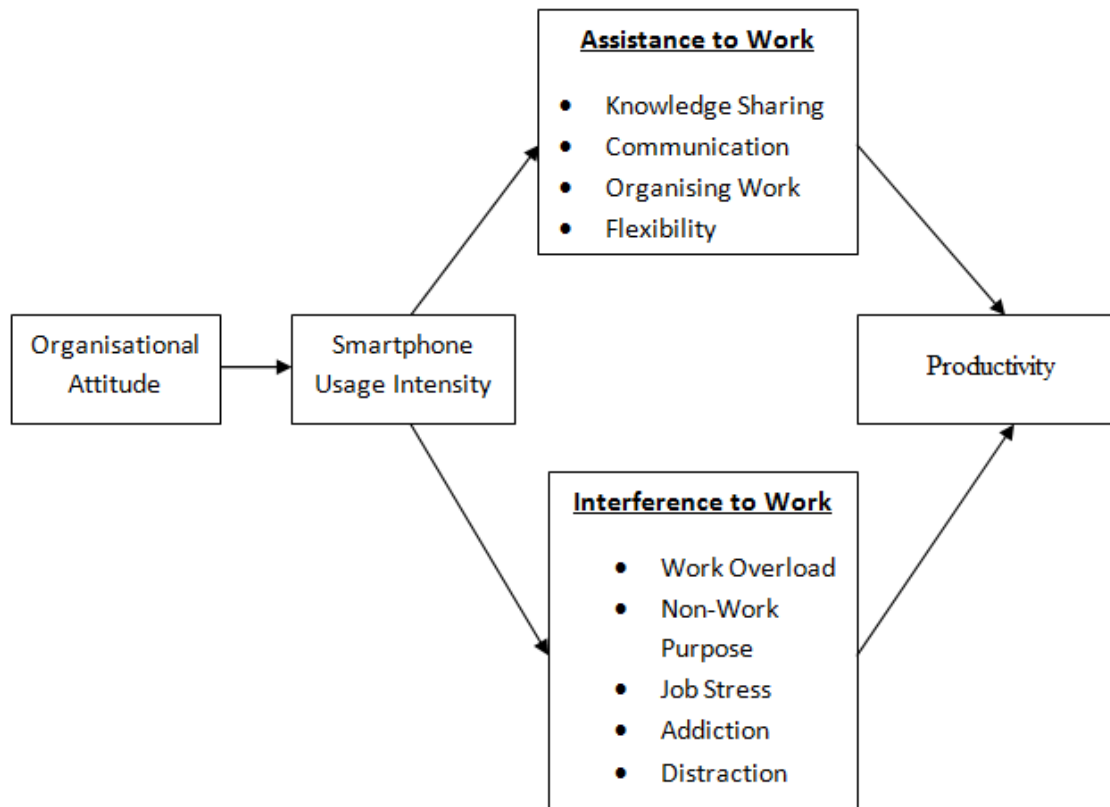 Assistance to Work
• Knowledge Sharing
• Communication
• Organising Work
• Flexibility
Organisational
Attitude
Smartphone
Usage Intensity
Productivity
Interference to Work
• Work Overload
• Non-Work
Purpose
• Job Stress
• Addiction
• Distraction